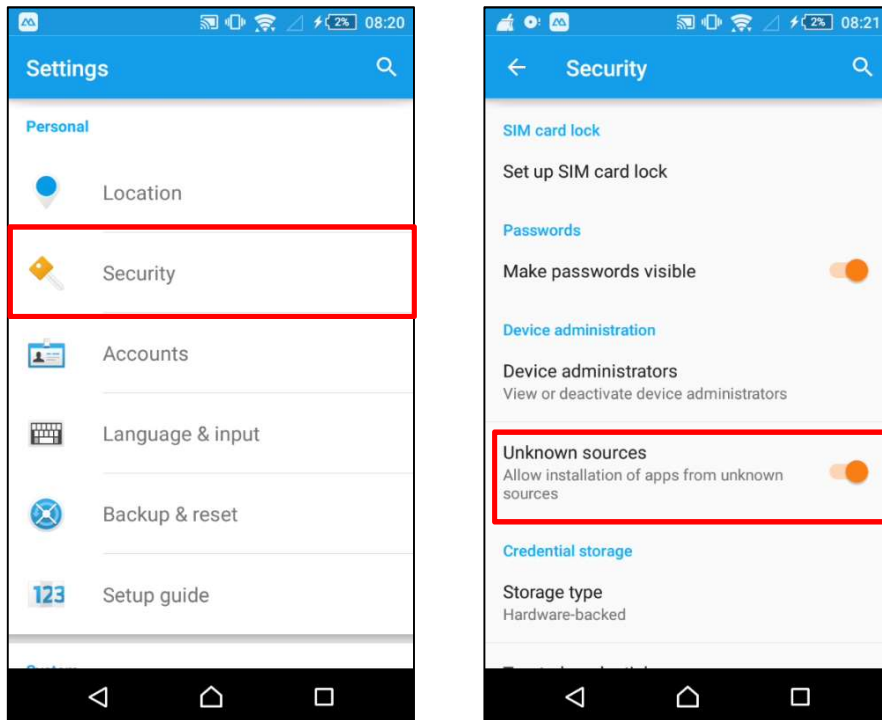 2% 08:20
Settings
Personal
Location
Security
Accounts
Language & input
Backup & reset
123 Setup guide
2% 08:21
Security
SIM card lock
Set up SIM card lock
Passwords
Make passwords visible
Device administration
Device administrators
View or deactivate device administrators
Unknown sources
Allow installation of apps from unknown
sources
Credential storage
Storage type
Hardware-backed